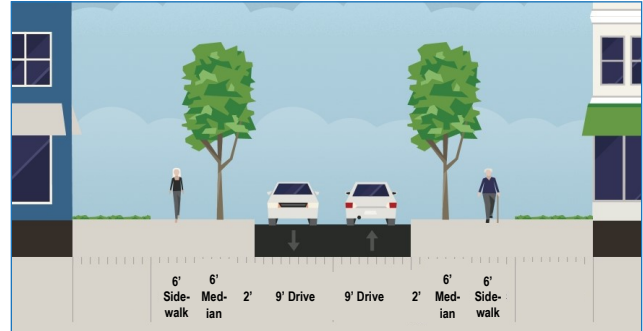 6' 6' 6' 6'
Side- Med- 2' 9' Drive 9' Drive 2' Med- Side-
walk ian ian walk